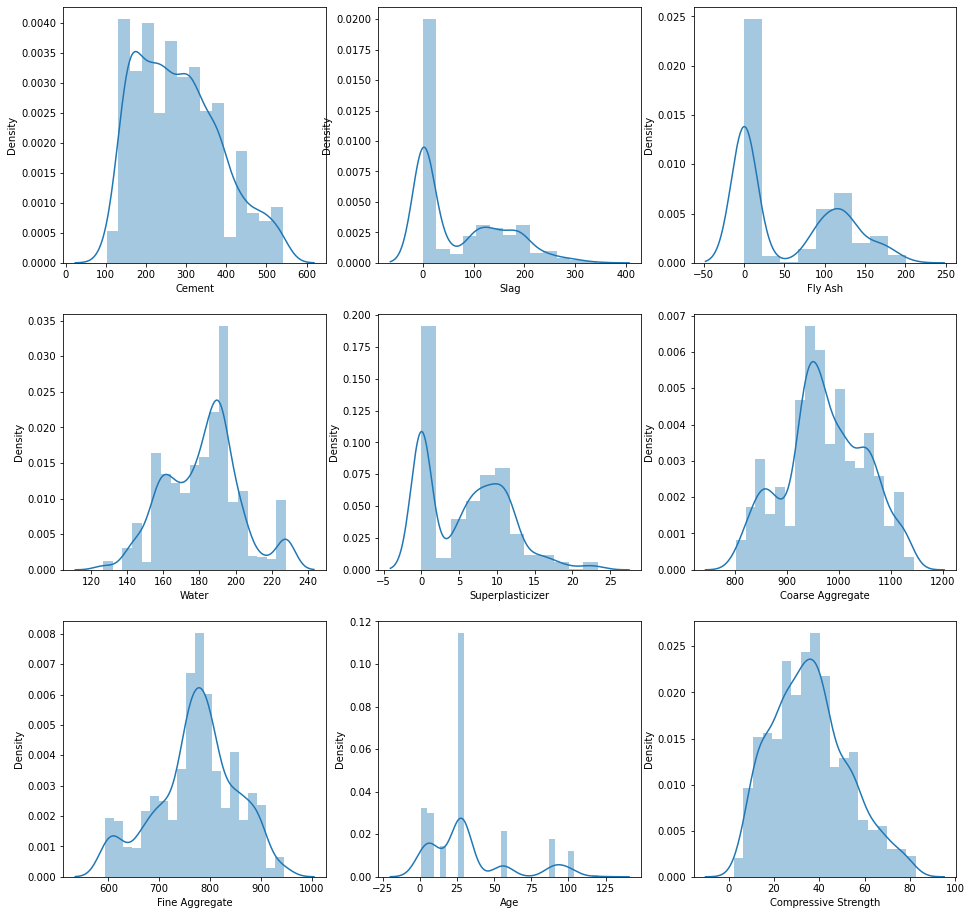 0.0040
0.0035
0.0030
0.0025
0.0020
0.0015
0.0010
0.0005
0.0000
Density
0 100 200 300 400 500 600
Cement
0.0200
0.0175
0.0150
0.0125
0.0100
0.0075
0.0050
0.0025
0.0000
Density
0 100 200 300 400
Slag
0.025
0.020
0.015
0.010
0.005
0.000
Density
−50 0 50 100 150 200 250
Fly Ash
0.035
0.030
0.025
0.020
0.015
0.010
0.005
0.000
Density
120 140 160 180 200 220 240
Water
0.200
0.175
0.150
0.125
0.100
0.075
0.050
0.025
0.000
Density
−5 0 5 10 15 20 25
Superplasticizer
0.007
0.006
0.005
0.004
0.003
0.002
0.001
0.000
Density
800 900 1000 1100 1200
Coarse Aggregate
0.008
0.007
0.006
0.005
0.004
0.003
0.002
0.001
0.000
Density
600 700 800 900 1000
Fine Aggregate
0.12
0.10
0.08
0.06
0.04
0.02
0.00
Density
−25 0 25 50 75 100 125
Age
0.025
0.020
0.015
0.010
0.005
0.000
Density
0 20 40 60 80 100
Compressive Strength